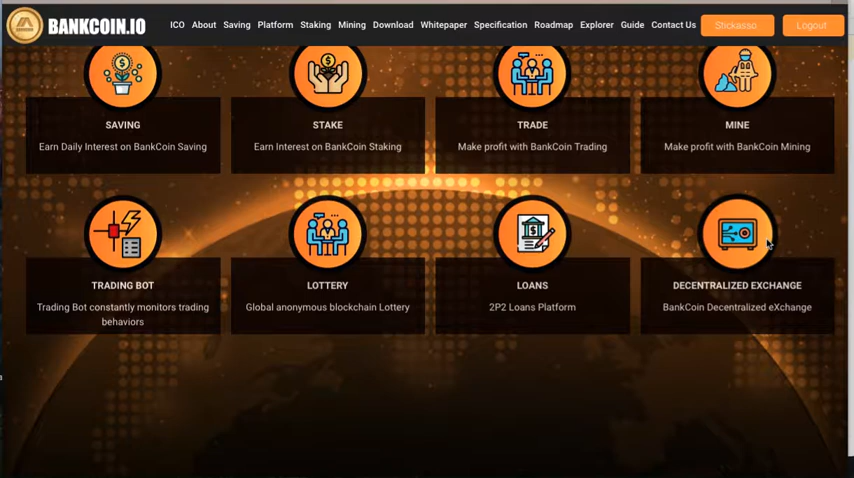 BANKCOIN.IO
ICO About Saving Platform Staking Mining Download Whitepaper Specification Roadmap Explorer Guide Contact Us Stickasso Logout
SAVING
Earn Daily Interest on BankCoin Saving
STAKE
Earn Interest on BankCoin Staking
TRADE
Make profit with BankCoin Trading
MINE
Make profit with BankCoin Mining
TRADING BOT
Trading Bot constantly monitors trading
behaviors
LOTTERY
Global anonymous blockchain Lottery
LOANS
2P2 Loans Platform
DECENTRALIZED EXCHANGE
BankCoin Decentralized eXchange